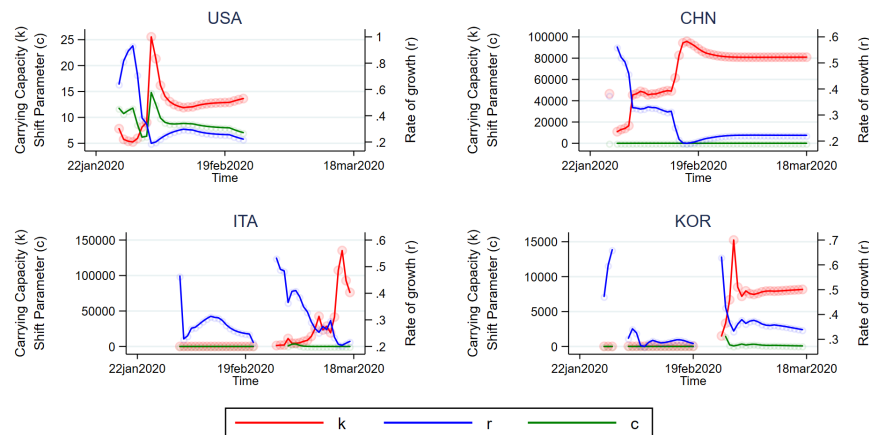 USA
Carrying Capacity (k)
Shift Parameter (c)
25
20
15
10
5
1
.8
.6
.4
.2
Rate of growth (r)
22jan2020 19feb2020 18mar2020
Time
CHN
Carrying Capacity (k)
Shift Parameter (c)
100000
80000
60000
40000
20000
0
.6
.5
.4
.3
.2
Rate of growth (r)
22jan2020 19feb2020 18mar2020
Time
ITA
Carrying Capacity (k)
Shift Parameter (c)
150000
100000
50000
0
.6
.5
.4
.3
.2
Rate of growth (r)
22jan2020 19feb2020 18mar2020
Time
KOR
Carrying Capacity (k)
Shift Parameter (c)
15000
10000
5000
0
.7
.6
.5
.4
.3
Rate of growth (r)
22jan2020 19feb2020 18mar2020
Time
k r c